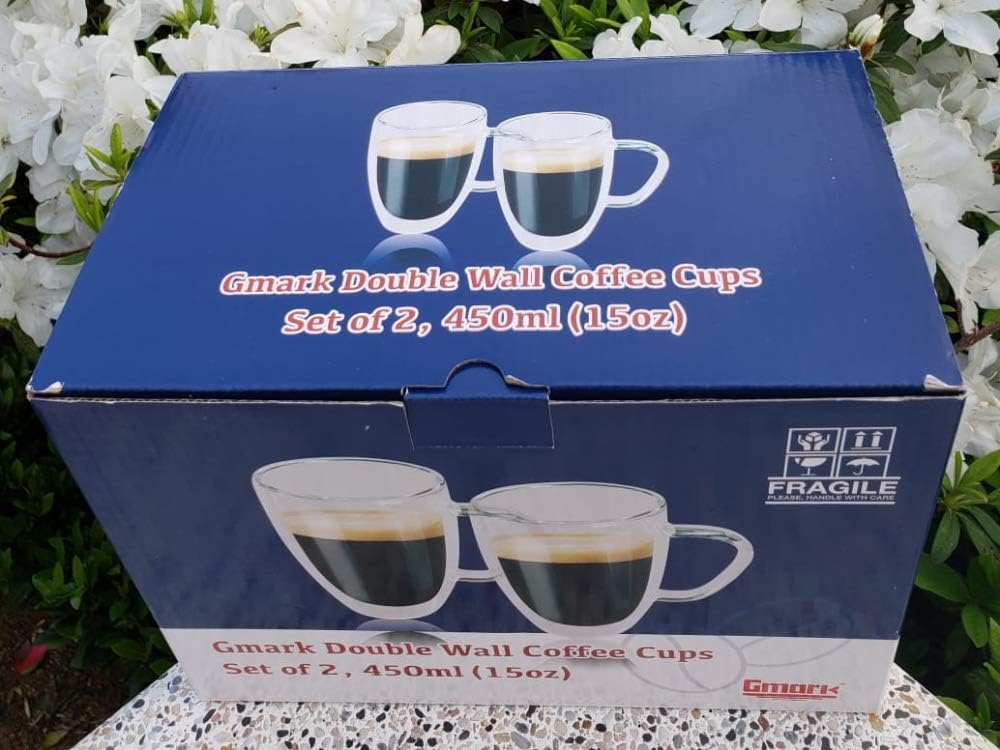 Gmark Double Wall Coffee Cups
Set of 2, 450ml (15oz)
FRAGILE
PLEASE, HANDLE WITH CARE
Gmark Double Wall Coffee Cups
Set of 2, 450ml (15oz)
Gmark